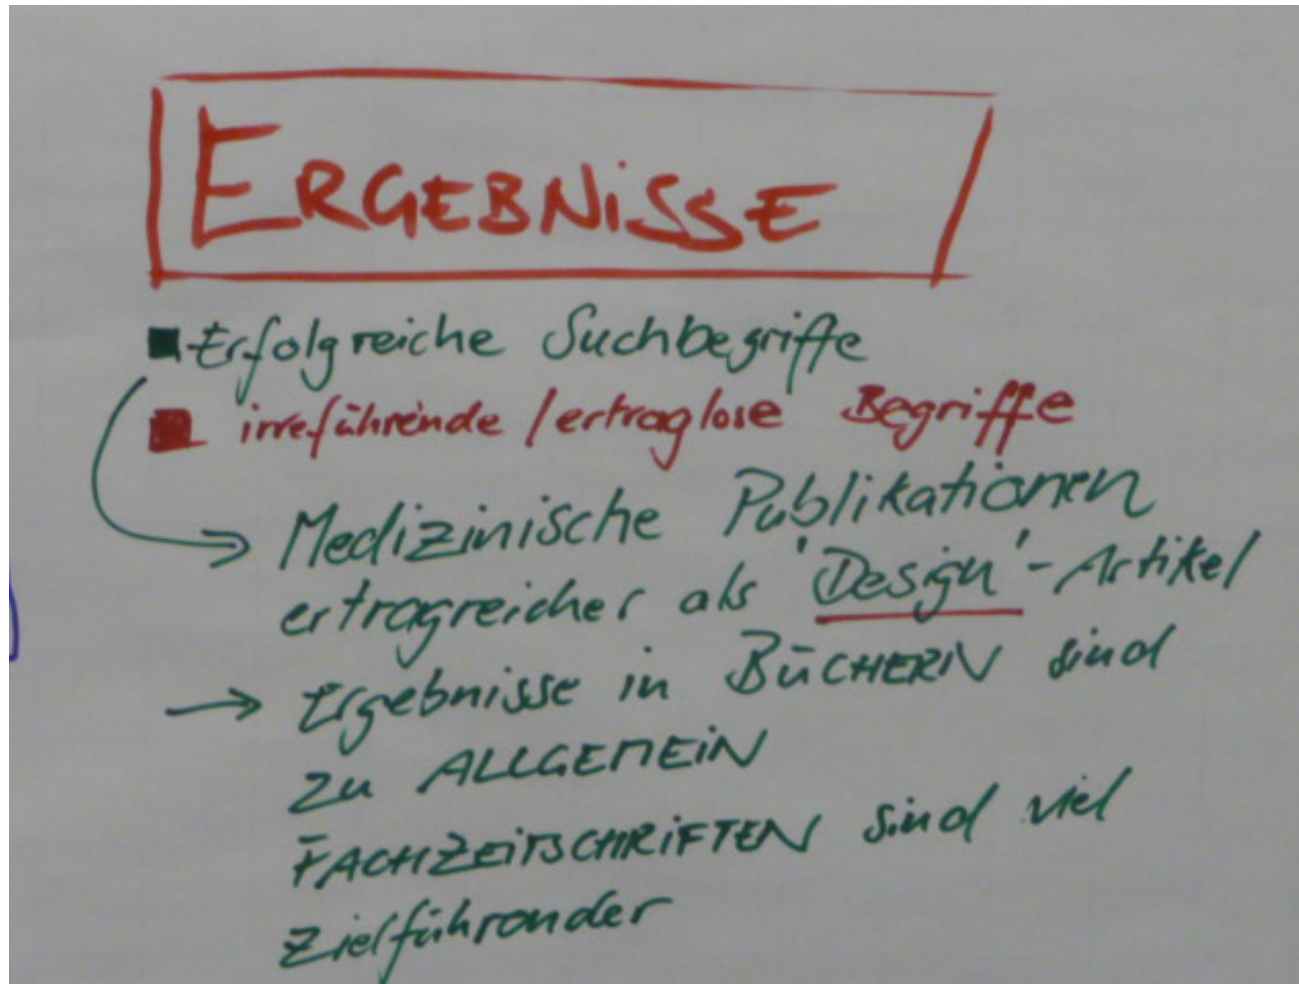 ERGEBNiSSE
Erfolgreiche Suchbegriffe
irreführende / ertraglose Begriffe
→ Medizinische Publikationen
ertragreicher als 'Design'-Artikel
→ Ergebnisse in BÜCHERN sind
zu ALLGEMEiN
FACHZEiTSCHRiFTEN sind viel
Zielführender